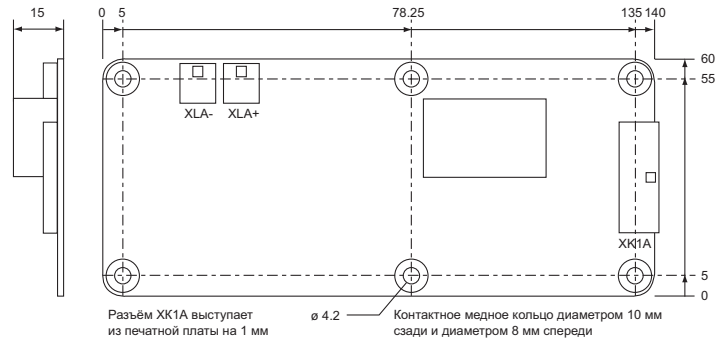 15
0 5 78.25 135 140
60
55
XLA- XLA+
XK1A
5
0
Разъём XK1A выступает
из печатной платы на 1 мм
ø 4.2
Контактное медное кольцо диаметром 10 мм
сзади и диаметром 8 мм спереди